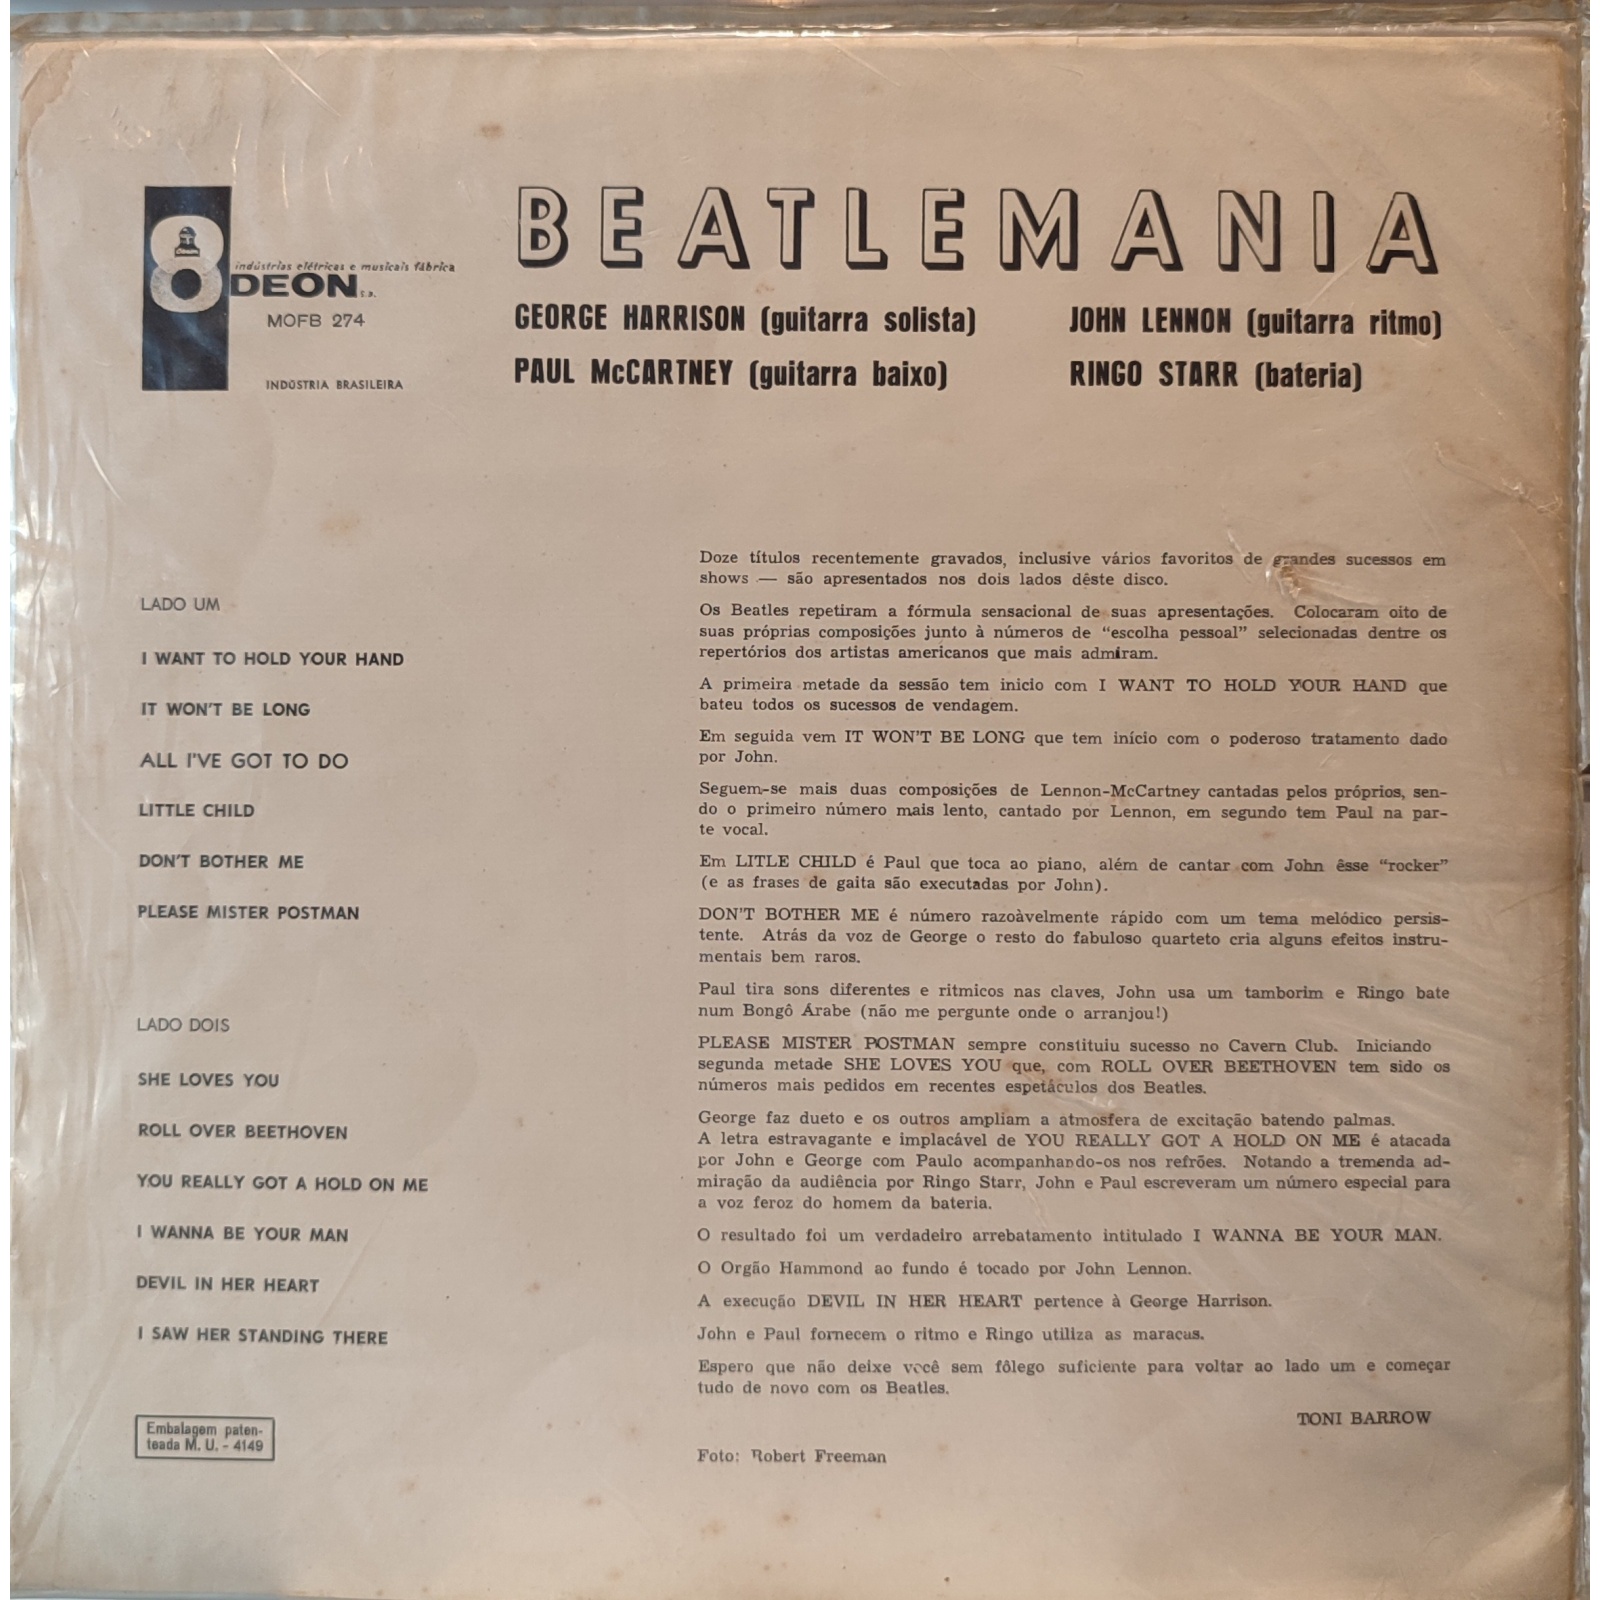 BEATLEMANIA
indústrias elétricas e musicais fábrica
ODEON S.A.
MOFB 274
INDÚSTRIA BRASILEIRA
GEORGE HARRISON (guitarra solista)
JOHN LENNON (guitarra ritmo)
PAUL McCARTNEY (guitarra baixo)
RINGO STARR (bateria)
LADO UM
I WANT TO HOLD YOUR HAND
IT WON'T BE LONG
ALL I'VE GOT TO DO
LITTLE CHILD
DON'T BOTHER ME
PLEASE MISTER POSTMAN
LADO DOIS
SHE LOVES YOU
ROLL OVER BEETHOVEN
YOU REALLY GOT A HOLD ON ME
I WANNA BE YOUR MAN
DEVIL IN HER HEART
I SAW HER STANDING THERE
Embalagem paten-
teada M. U. - 4149
Doze títulos recentemente gravados, inclusive vários favoritos de grandes sucessos em
shows — são apresentados nos dois lados dêste disco.
Os Beatles repetiram a fórmula sensacional de suas apresentações. Colocaram oito de
suas próprias composições junto à números de "escolha pessoal" selecionadas dentre os
repertórios dos artistas americanos que mais admiram.
A primeira metade da sessão tem inicio com I WANT TO HOLD YOUR HAND que
bateu todos os sucessos de vendagem.
Em seguida vem IT WON'T BE LONG que tem início com o poderoso tratamento dado
por John.
Seguem-se mais duas composições de Lennon-McCartney cantadas pelos próprios, sen-
do o primeiro número mais lento, cantado por Lennon, em segundo tem Paul na par-
te vocal.
Em LITLE CHILD é Paul que toca ao piano, além de cantar com John êsse "rocker"
(e as frases de gaita são executadas por John).
DON'T BOTHER ME é número razoàvelmente rápido com um tema melódico persis-
tente. Atrás da voz de George o resto do fabuloso quarteto cria alguns efeitos instru-
mentais bem raros.
Paul tira sons diferentes e ritmicos nas claves, John usa um tamborim e Ringo bate
num Bongô Árabe (não me pergunte onde o arranjou!)
PLEASE MISTER POSTMAN sempre constituiu sucesso no Cavern Club. Iniciando
segunda metade SHE LOVES YOU que, com ROLL OVER BEETHOVEN tem sido os
números mais pedidos em recentes espetáculos dos Beatles.
George faz dueto e os outros ampliam a atmosfera de excitação batendo palmas.
A letra estravagante e implacável de YOU REALLY GOT A HOLD ON ME é atacada
por John e George com Paulo acompanhando-os nos refrões. Notando a tremenda ad-
miração da audiência por Ringo Starr, John e Paul escreveram um número especial para
a voz feroz do homem da bateria.
O resultado foi um verdadeiro arrebatamento intitulado I WANNA BE YOUR MAN.
O Orgão Hammond ao fundo é tocado por John Lennon.
A execução DEVIL IN HER HEART pertence à George Harrison.
John e Paul fornecem o ritmo e Ringo utiliza as maracas.
Espero que não deixe você sem fôlego suficiente para voltar ao lado um e começar
tudo de novo com os Beatles.
TONI BARROW
Foto: Robert Freeman